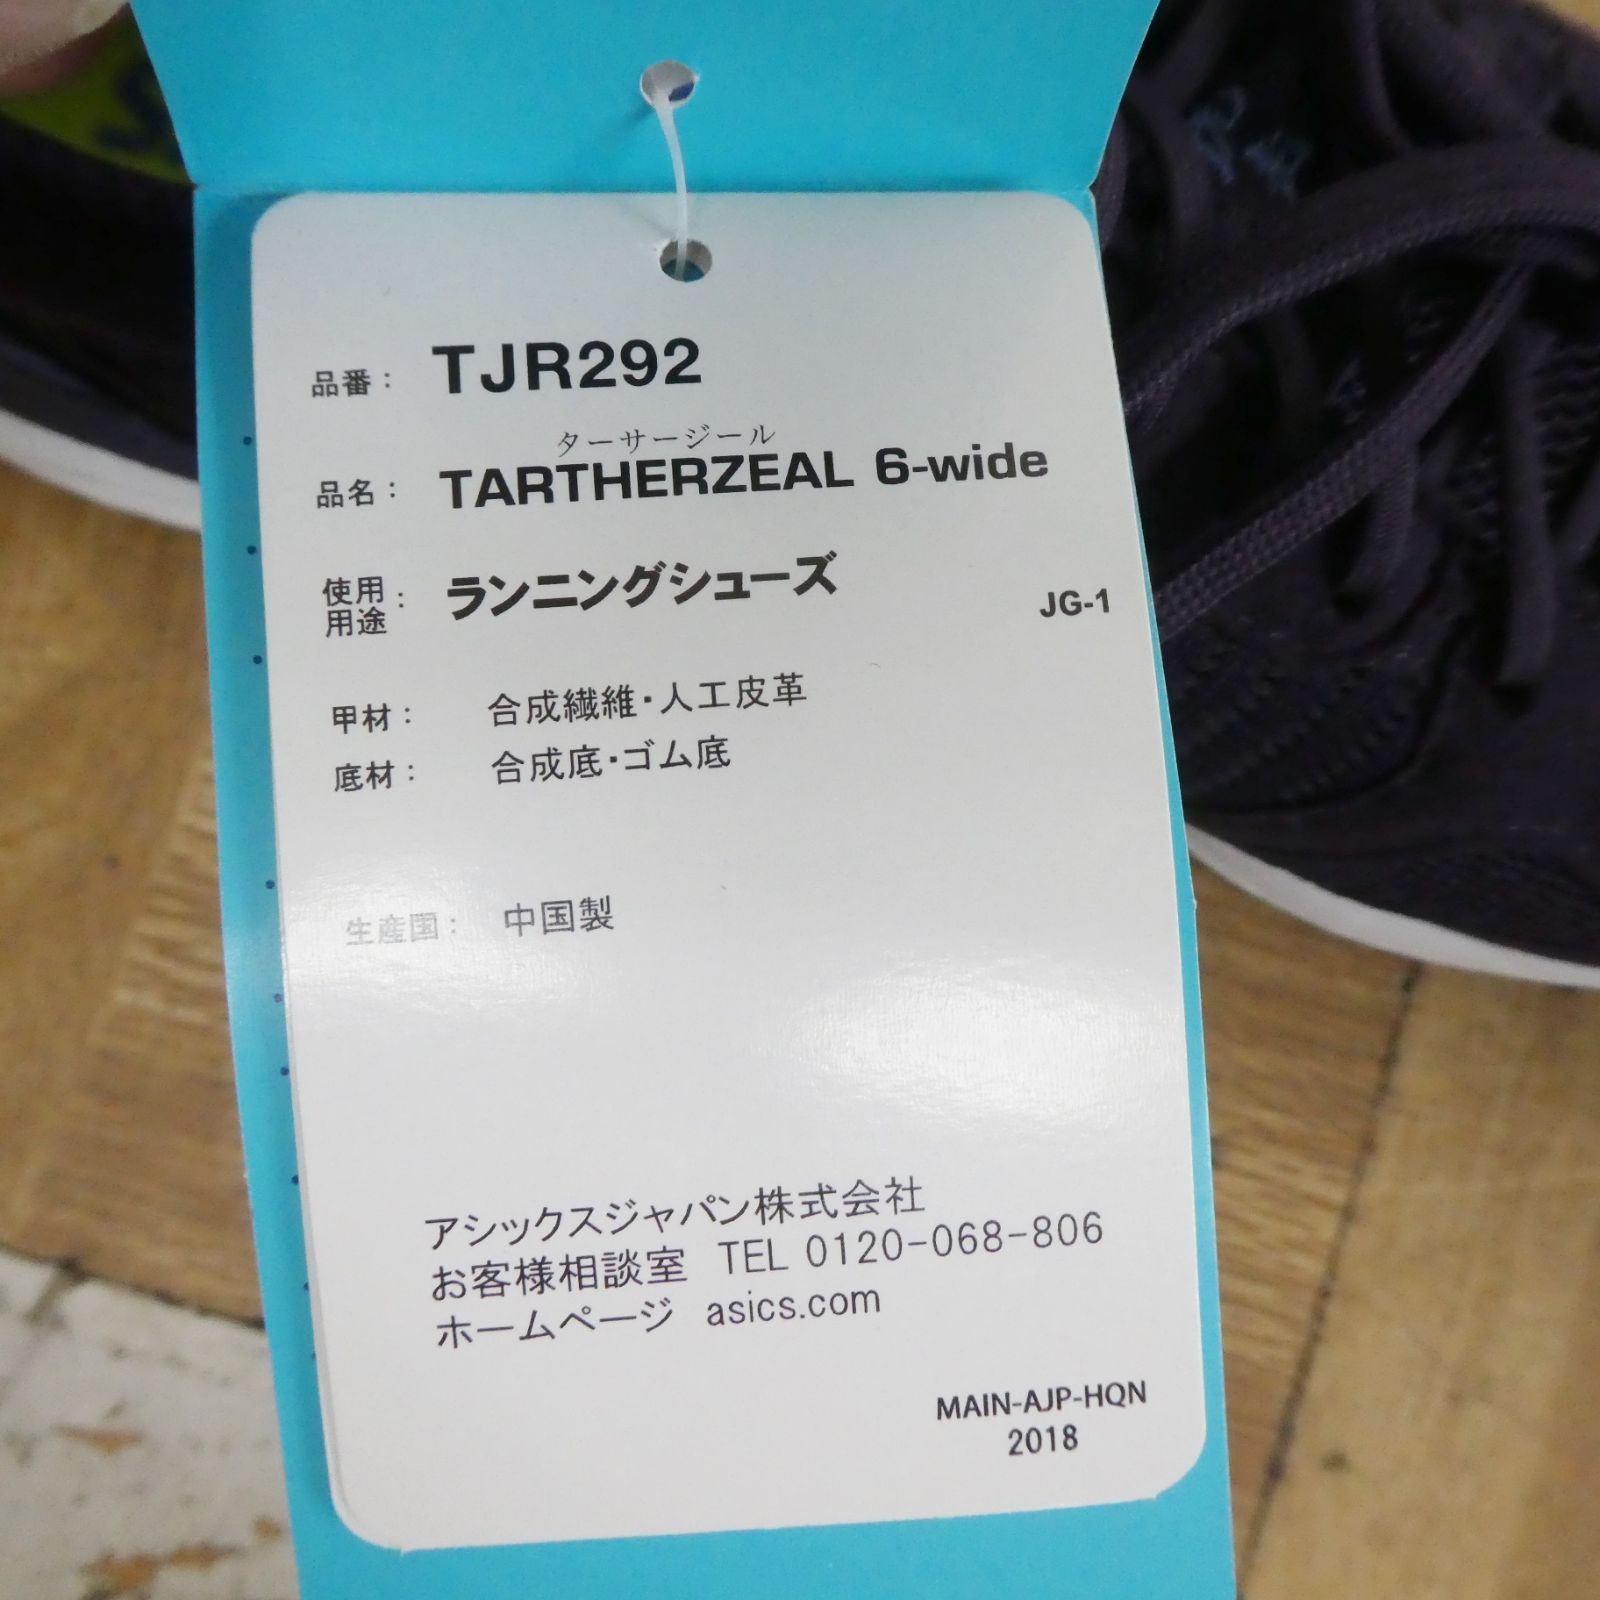 品番： TJR292
ターサージール
品名： TARTHERZEAL 6-wide
使用用途： ランニングシューズ
JG-1
甲材： 合成繊維・人工皮革
底材： 合成底・ゴム底
生産国： 中国製
アシックスジャパン株式会社
お客様相談室 TEL 0120-068-806
ホームページ asics.com
MAIN-AJP-HQN
2018